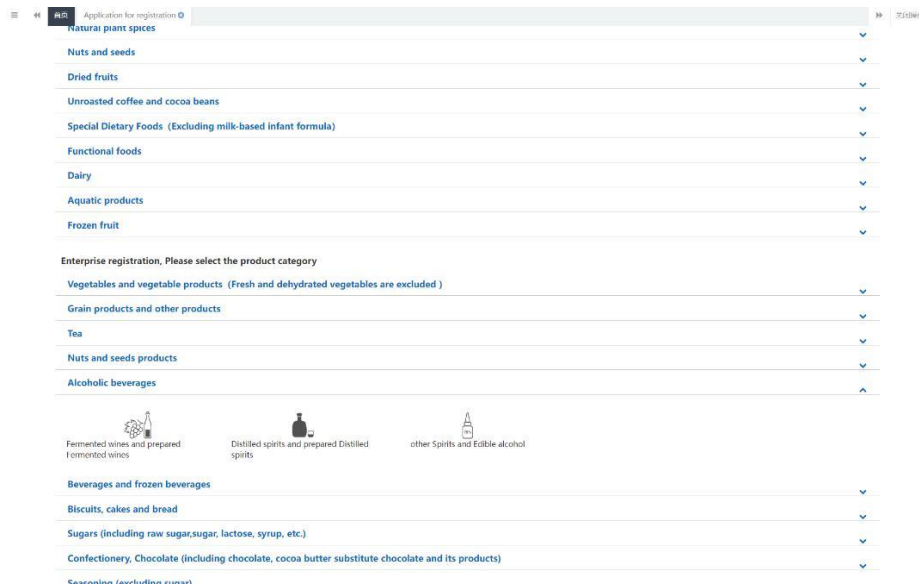 首页 Application for registration
Natural plant spices
Nuts and seeds
Dried fruits
Unroasted coffee and cocoa beans
Special Dietary Foods (Excluding milk-based infant formula)
Functional foods
Dairy
Aquatic products
Frozen fruit
Enterprise registration, Please select the product category
Vegetables and vegetable products (Fresh and dehydrated vegetables are excluded )
Grain products and other products
Tea
Nuts and seeds products
Alcoholic beverages
Fermented wines and prepared
Fermented wines
Distilled spirits and prepared Distilled
spirits
other Spirits and Edible alcohol
Beverages and frozen beverages
Biscuits, cakes and bread
Sugars (including raw sugar,sugar, lactose, syrup, etc.)
Confectionery, Chocolate (including chocolate, cocoa butter substitute chocolate and its products)
Seasoning (excluding sugar)